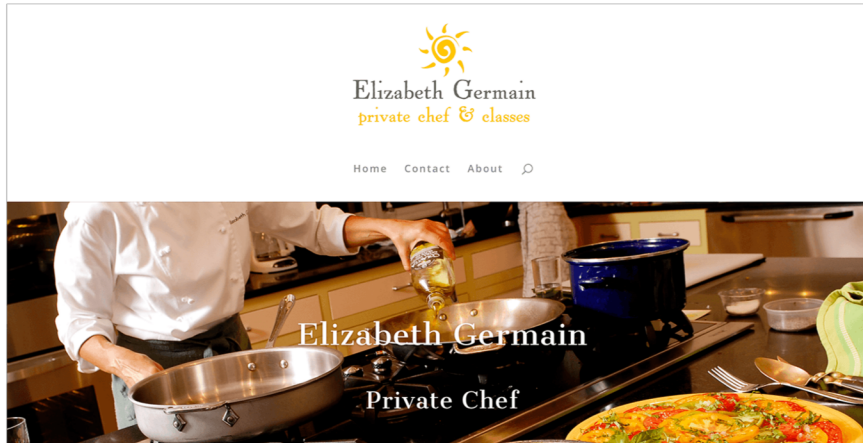 Elizabeth Germain
private chef & classes
Home Contact About
Elizabeth Germain
Private Chef